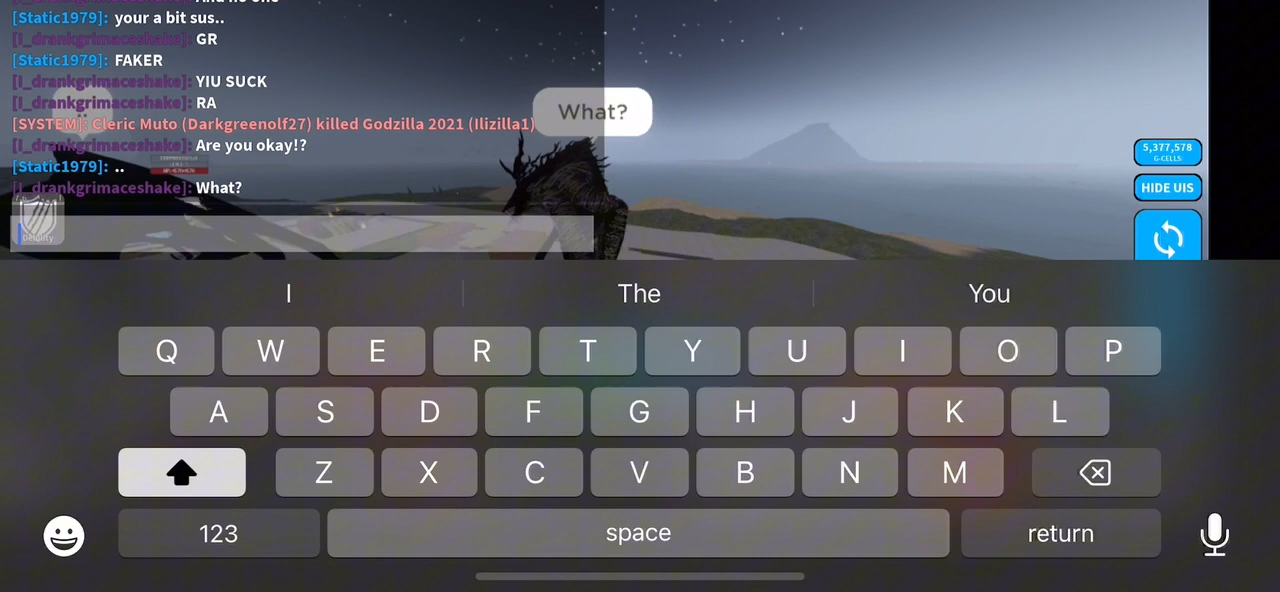 [Static1979]: your a bit sus..
[I_drankgrimaceshake]: GR
[Static1979]: FAKER
[I_drankgrimaceshake]: YIU SUCK
[I_drankgrimaceshake]: RA
[SYSTEM]: Cleric Muto (Darkgreenolf27) killed Godzilla 2021 (Ilizilla1)
[I_drankgrimaceshake]: Are you okay!?
[Static1979]: ..
[I_drankgrimaceshake]: What?
What?
5,377,578
G-CELLS
HIDE UIS
I The You
Q W E R T Y U I O P
A S D F G H J K L
Z X C V B N M
123 space return